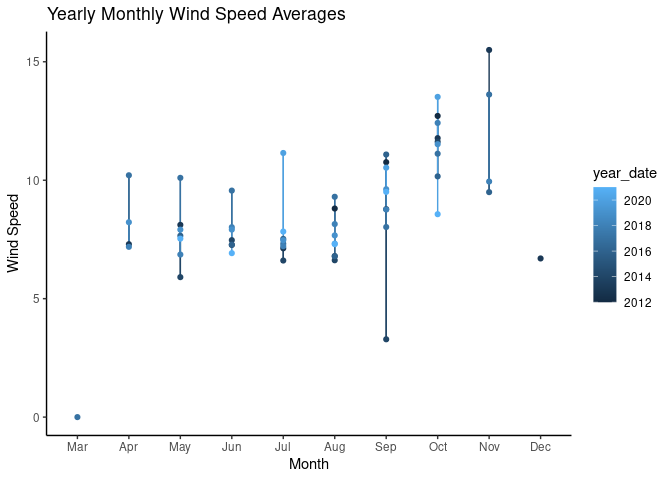 Yearly Monthly Wind Speed Averages
Wind Speed
15
10
5
0
Mar Apr May Jun Jul Aug Sep Oct Nov Dec
Month
year_date
2020
2018
2016
2014
2012